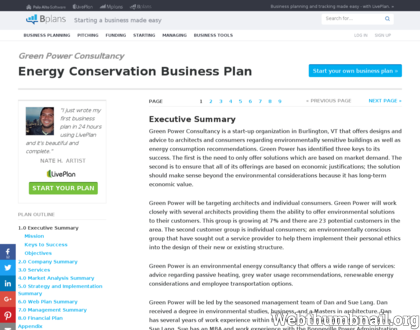 Palo Alto Software LivePlan Mplans Bplans Business planning and tracking made easy - with LivePlan. >
Bplans Starting a business made easy Search for...
BUSINESS PLANNING PITCHING FUNDING STARTING MANAGING BUSINESS TOOLS LOG IN SIGN UP
Green Power Consultancy
Energy Conservation Business Plan
Start your own business plan »
"I just wrote my
first business
plan in 24 hours
using LivePlan
and it's beautiful and
complete."
NATE H. ARTIST
LivePlan
START YOUR PLAN
PLAN OUTLINE
1.0 Executive Summary
Mission
Keys to Success
Objectives
2.0 Company Summary
3.0 Services
4.0 Market Analysis Summary
5.0 Strategy and Implementation
Summary
6.0 Web Plan Summary
7.0 Management Summary
8.0 Financial Plan
Appendix
PAGE 1 2 3 4 5 6 7 8 9 « PREVIOUS PAGE NEXT PAGE »
Executive Summary
Green Power Consultancy is a start-up organization in Burlington, VT that offers designs and
advice to architects and consumers regarding environmentally sensitive buildings as well as
energy consumption recommendations. Green Power has identified three keys to its
success. The first is the need to only offer solutions which are based on market demand. The
second is to ensure that all of its offerings are based on economic justifications; the solution
should make sense beyond the environmental considerations because it has long-term
economic value.
Green Power will be targeting architects and individual consumers. Green Power will work
closely with several architects providing them the ability to offer environmental solutions
to their customers. This group is growing at 7% and there are 23 potential customers in the
area. The second customer group is individual consumers; an environmentally conscious
group that have sought out a service provider to help them implement their personal ethics
into the design of their new or existing structure.
Green Power is an environmental energy consultancy that offers a wide range of services:
advice regarding passive heating, grey water usage recommendations, renewable energy
considerations and employee transportation options.
Green Power will be led by the seasoned management team of Dan and Sue Lang. Dan
received a degree in environmental studies, business, and a Masters in architecture. Dan
has several years of work experience within
Lang. Sue has an MBA and work experience
webthumbnail.org